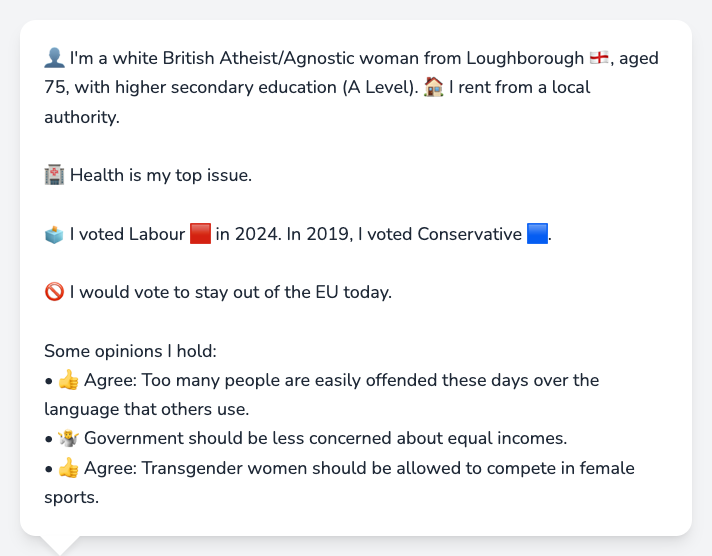 👤 I'm a white British Atheist/Agnostic woman from Loughborough 🏴󠁧󠁢󠁥󠁮󠁧󠁿, aged
75, with higher secondary education (A Level). 🏠 I rent from a local
authority.
🏥 Health is my top issue.
🗳️ I voted Labour 🟥 in 2024. In 2019, I voted Conservative 🟦.
🚫 I would vote to stay out of the EU today.
Some opinions I hold:
• 👍 Agree: Too many people are easily offended these days over the
language that others use.
• 🤷 Government should be less concerned about equal incomes.
• 👍 Agree: Transgender women should be allowed to compete in female
sports.